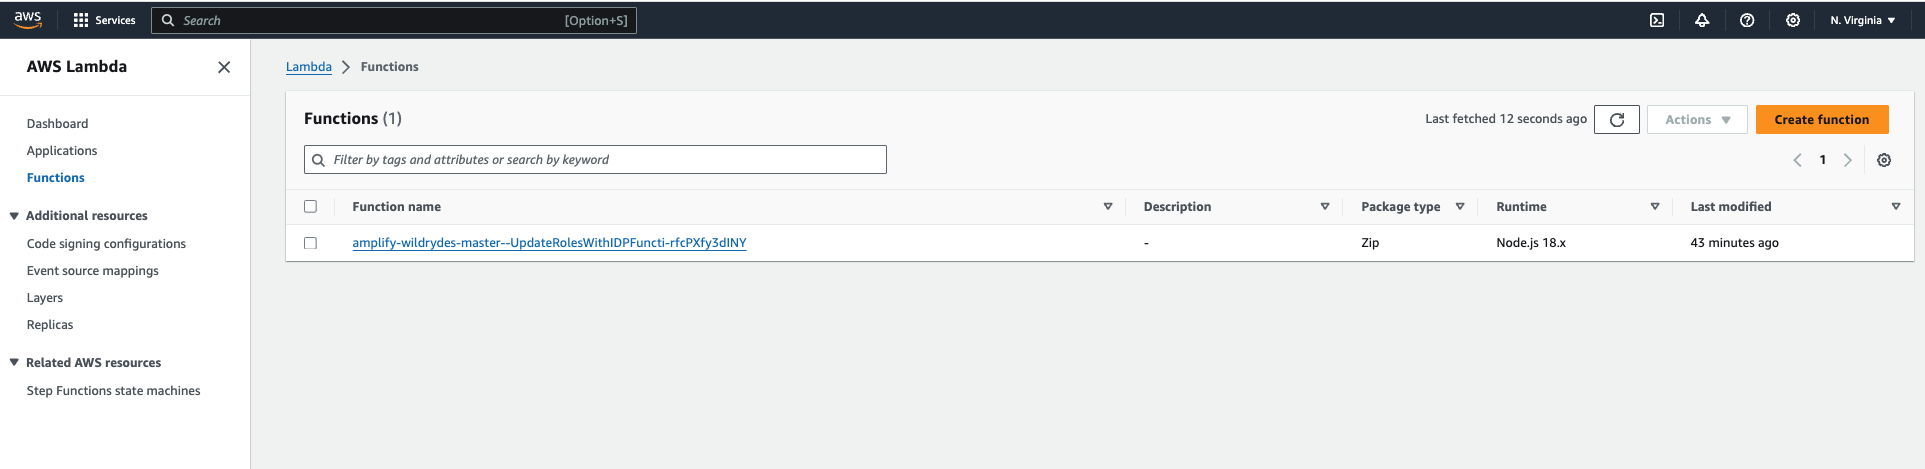 aws Services Search [Option+S] N. Virginia
AWS Lambda
Dashboard
Applications
Functions
Additional resources
Code signing configurations
Event source mappings
Layers
Replicas
Related AWS resources
Step Functions state machines
Lambda > Functions
Functions (1) Last fetched 12 seconds ago Actions Create function
Filter by tags and attributes or search by keyword 1
Function name Description Package type Runtime Last modified
amplify-wildrydes-master--UpdateRolesWithIDPFuncti-rfcPXfy3dINY - Zip Node.js 18.x 43 minutes ago